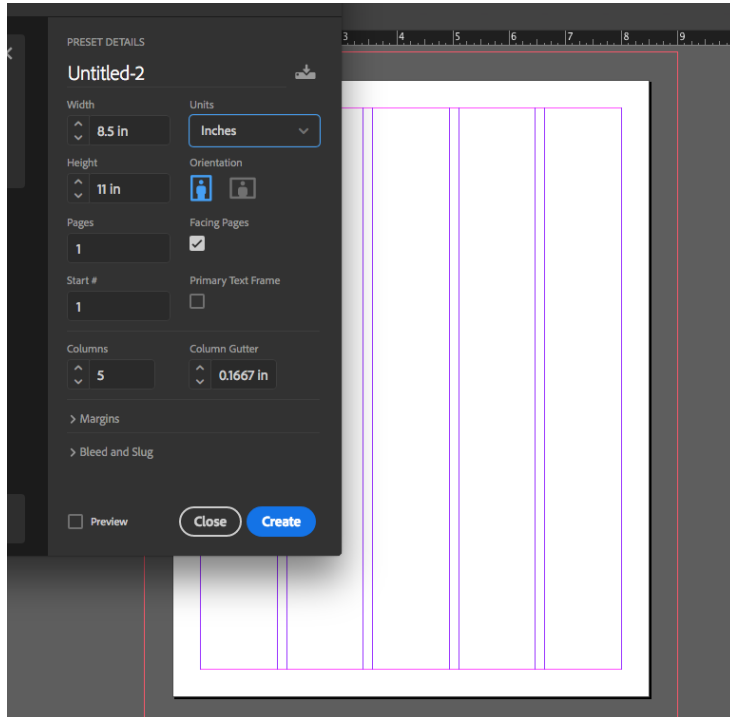 PRESET DETAILS
Untitled-2
Width Units
8.5 in Inches
Height Orientation
11 in
Pages Facing Pages
1
Start # Primary Text Frame
1
Columns Column Gutter
5 0.1667 in
Margins
Bleed and Slug
Preview Close Create
3 4 5 6 7 8 9